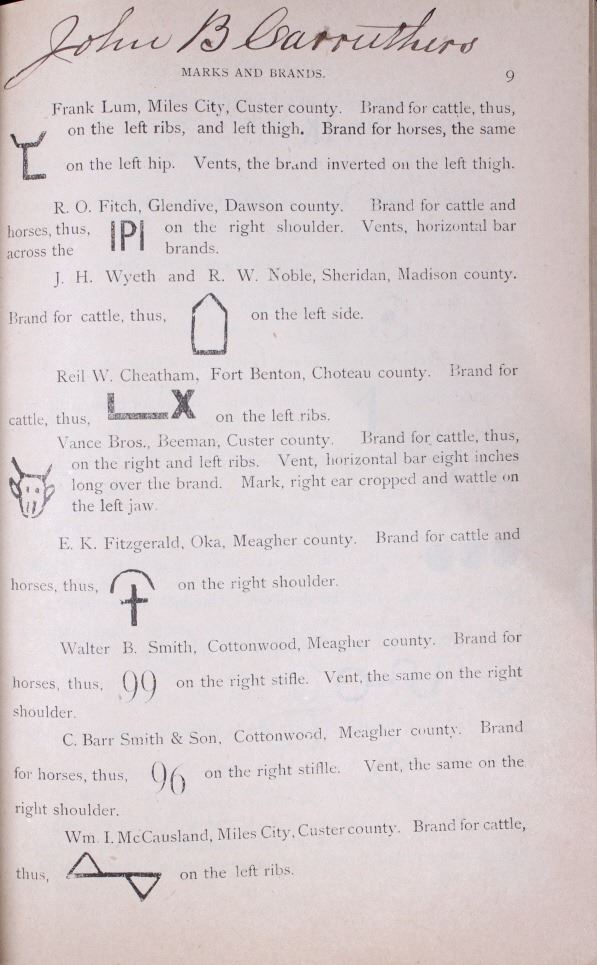 John B Carruthers
MARKS AND BRANDS. 9
Frank Lum, Miles City, Custer county. Brand for cattle, thus,
on the left ribs, and left thigh. Brand for horses, the same
on the left hip. Vents, the brand inverted on the left thigh.
R. O. Fitch, Glendive, Dawson county. Brand for cattle and
horses, thus, |P| on the right shoulder. Vents, horizontal bar
across the brands.
J. H. Wyeth and R. W. Noble, Sheridan, Madison county.
Brand for cattle, thus, on the left side.
Reil W. Cheatham, Fort Benton, Choteau county. Brand for
cattle, thus, L X on the left ribs.
Vance Bros., Beeman, Custer county. Brand for cattle, thus,
on the right and left ribs. Vent, horizontal bar eight inches
long over the brand. Mark, right ear cropped and wattle on
the left jaw.
E. K. Fitzgerald, Oka, Meagher county. Brand for cattle and
horses, thus, on the right shoulder.
Walter B. Smith, Cottonwood, Meagher county. Brand for
horses, thus, 99 on the right stifle. Vent, the same on the right
shoulder.
C. Barr Smith & Son, Cottonwood, Meagher county. Brand
for horses, thus, 96 on the right stiflle. Vent, the same on the
right shoulder.
Wm. I. McCausland, Miles City, Custer county. Brand for cattle,
thus, on the left ribs.